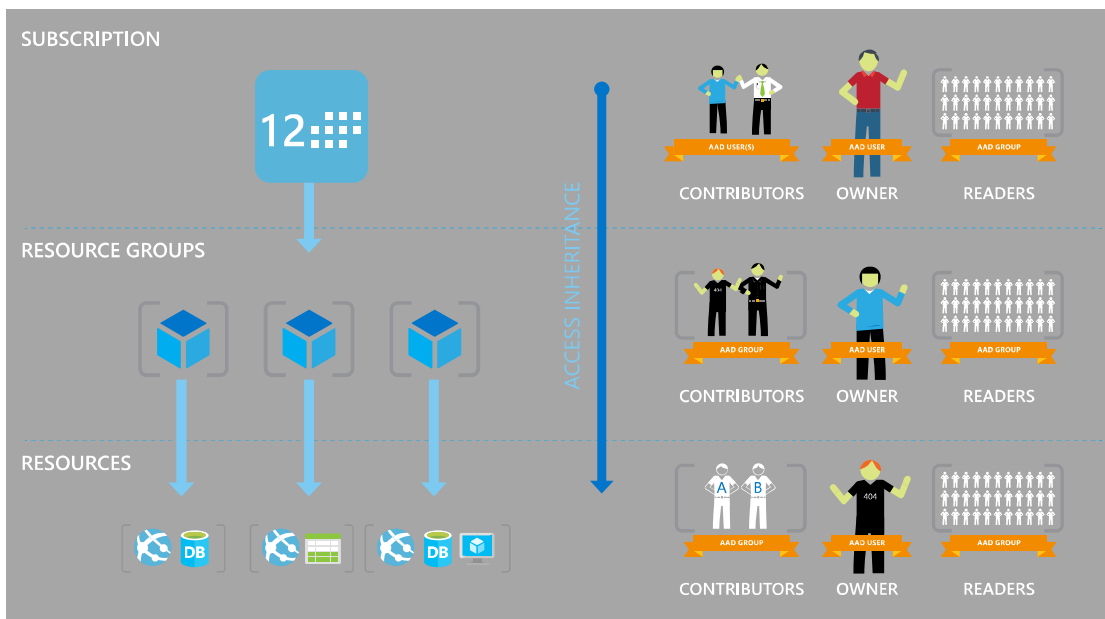 SUBSCRIPTION
12
AAD USER(S)
AAD USER
AAD GROUP
CONTRIBUTORS
OWNER
READERS
ACCESS INHERITANCE
RESOURCE GROUPS
404
AAD GROUP
AAD USER
AAD GROUP
CONTRIBUTORS
OWNER
READERS
RESOURCES
A
B
404
DB
DB
AAD GROUP
AAD USER
AAD GROUP
CONTRIBUTORS
OWNER
READERS